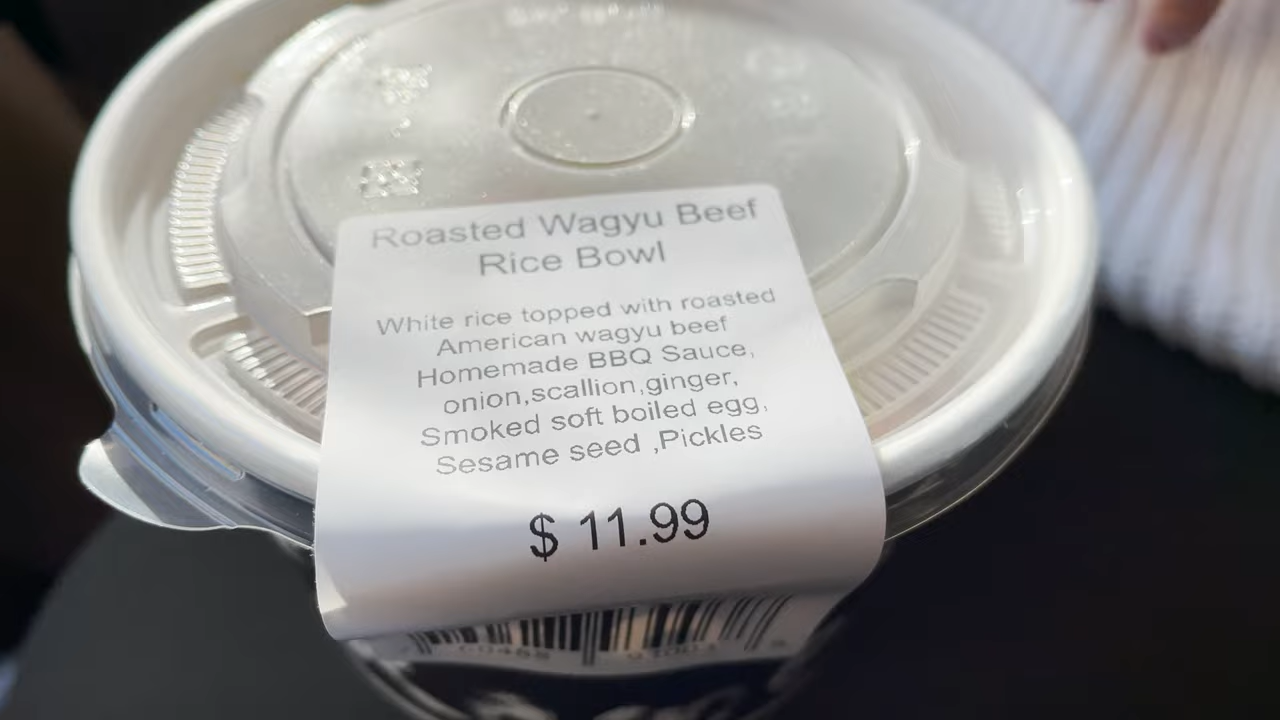 Roasted Wagyu Beef
Rice Bowl
White rice topped with roasted
American wagyu beef
Homemade BBQ Sauce,
onion,scallion,ginger,
Smoked soft boiled egg,
Sesame seed ,Pickles
$ 11.99